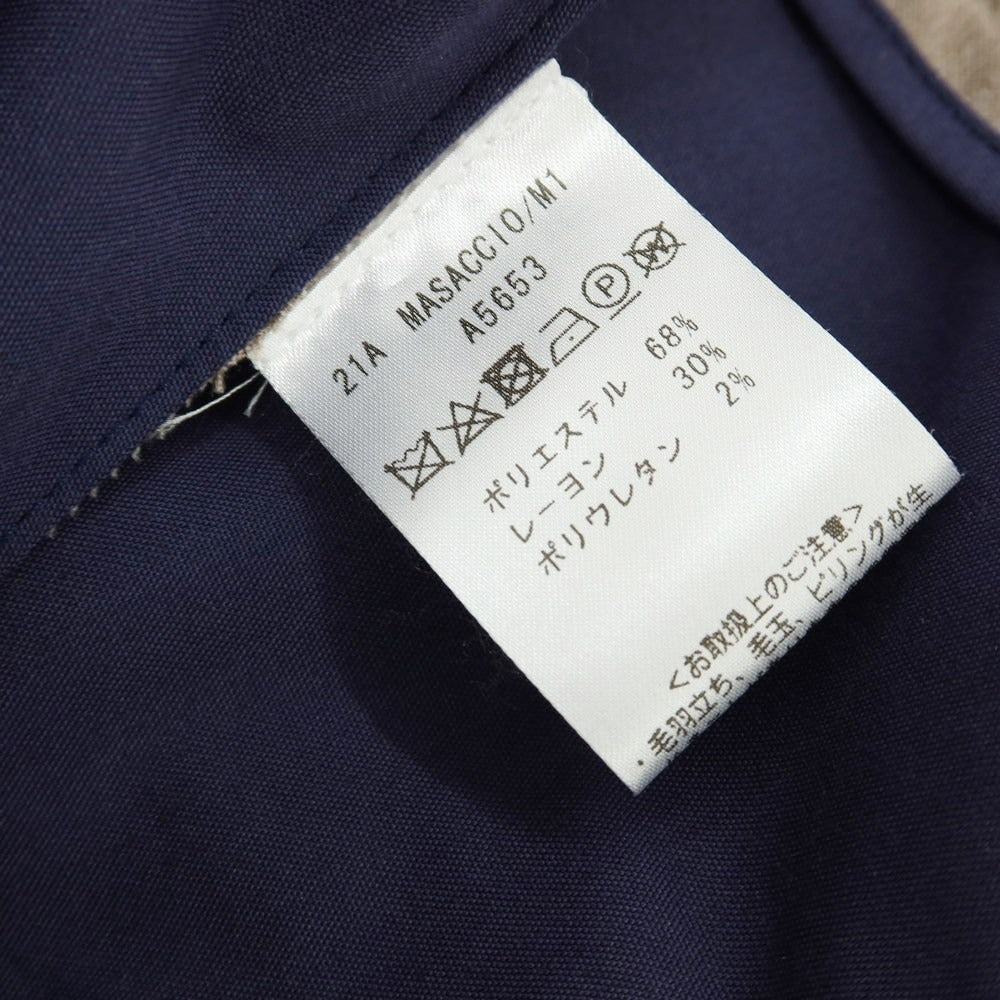 21A MASACCIO/M1
A5653
P W
ポリエステル 68%
レーヨン 30%
ポリウレタン 2%
<お取扱上のご注意>
・毛羽立ち、毛玉、ピリングが生